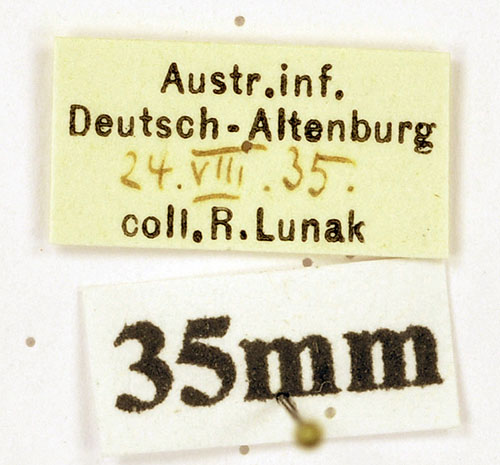 Austr.inf.
Deutsch-Altenburg
24.VIII.35.
coll.R.Lunak
35mm